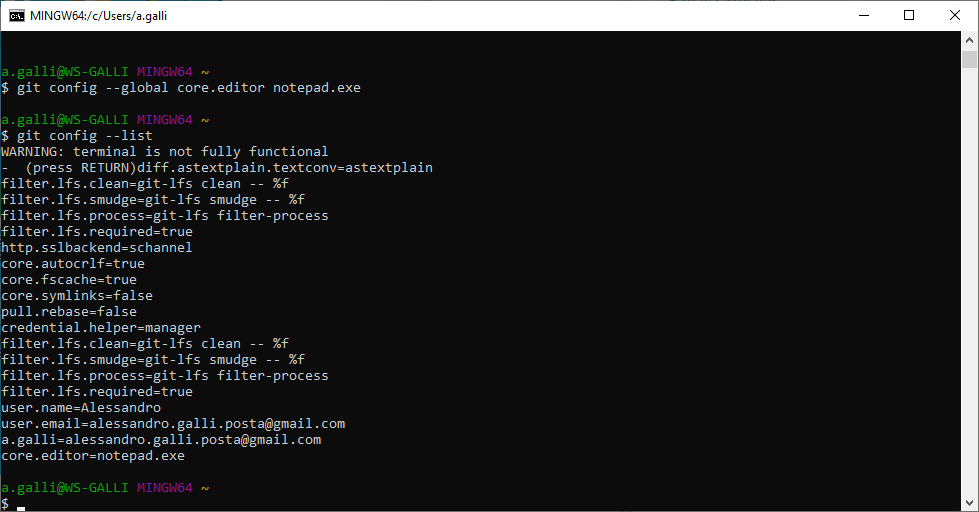 MINGW64:/c/Users/a.galli
a.galli@WS-GALLI MINGW64 ~
$ git config --global core.editor notepad.exe
a.galli@WS-GALLI MINGW64 ~
$ git config --list
WARNING: terminal is not fully functional
-  (press RETURN)diff.astextplain.textconv=astextplain
filter.lfs.clean=git-lfs clean -- %f
filter.lfs.smudge=git-lfs smudge -- %f
filter.lfs.process=git-lfs filter-process
filter.lfs.required=true
http.sslbackend=schannel
core.autocrlf=true
core.fscache=true
core.symlinks=false
pull.rebase=false
credential.helper=manager
filter.lfs.clean=git-lfs clean -- %f
filter.lfs.smudge=git-lfs smudge -- %f
filter.lfs.process=git-lfs filter-process
filter.lfs.required=true
user.name=Alessandro
user.email=alessandro.galli.posta@gmail.com
a.galli=alessandro.galli.posta@gmail.com
core.editor=notepad.exe
a.galli@WS-GALLI MINGW64 ~
$